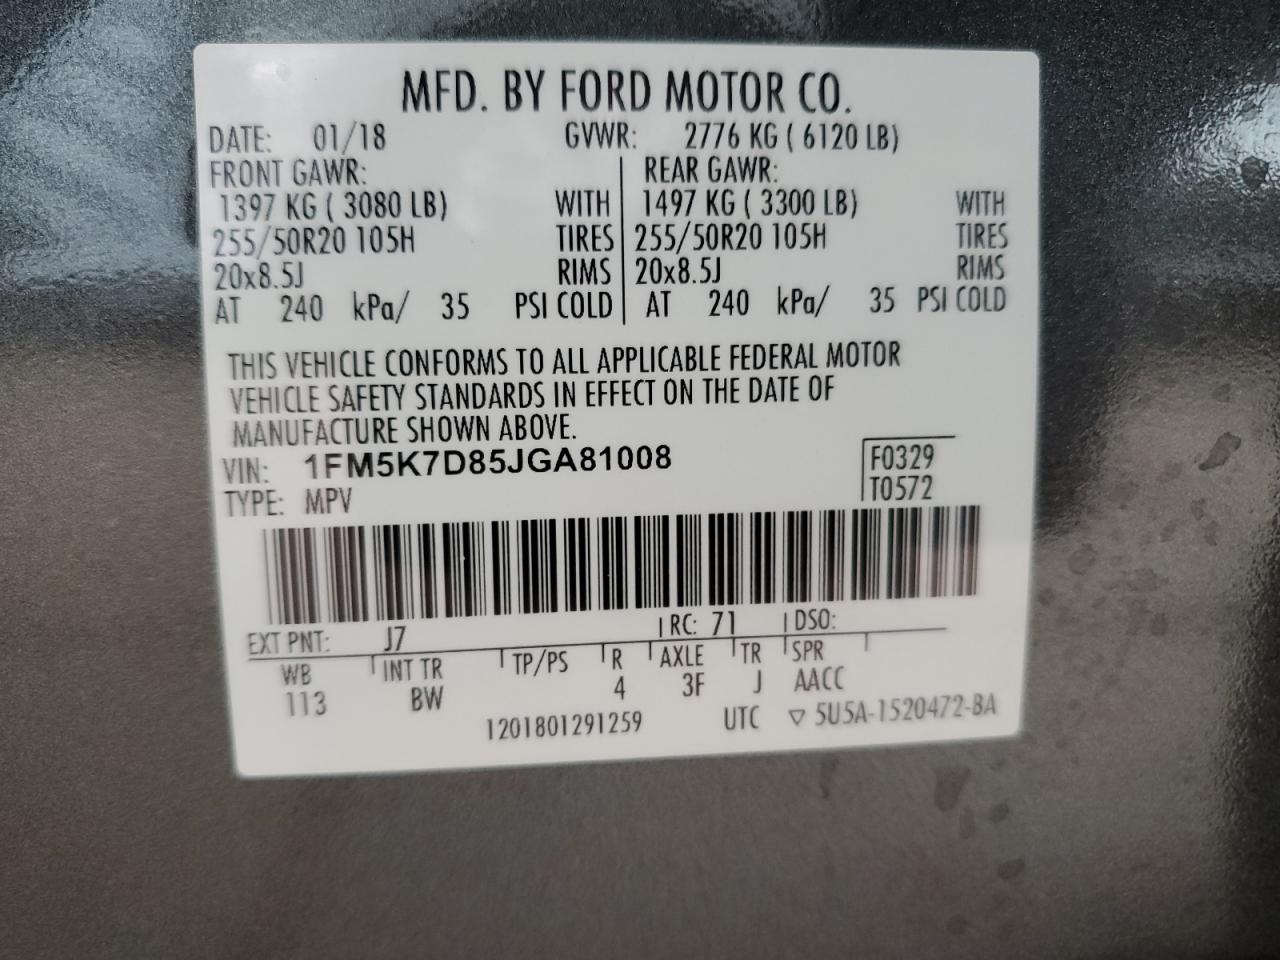 MFD. BY FORD MOTOR CO.
DATE: 01/18 GVWR: 2776 KG ( 6120 LB)
FRONT GAWR: REAR GAWR:
1397 KG ( 3080 LB) WITH 1497 KG ( 3300 LB) WITH
255/50R20 105H TIRES 255/50R20 105H TIRES
20x8.5J RIMS 20x8.5J RIMS
AT 240 kPa/ 35 PSI COLD AT 240 kPa/ 35 PSI COLD
THIS VEHICLE CONFORMS TO ALL APPLICABLE FEDERAL MOTOR
VEHICLE SAFETY STANDARDS IN EFFECT ON THE DATE OF
MANUFACTURE SHOWN ABOVE.
VIN: 1FM5K7D85JGA81008 F0329
TYPE: MPV T0572
EXT PNT: J7 RC: 71 DSO:
WB INT TR TP/PS R AXLE TR SPR
113 BW 4 3F J AACC
1201801291259 UTC ▽ 5U5A-1520472-BA